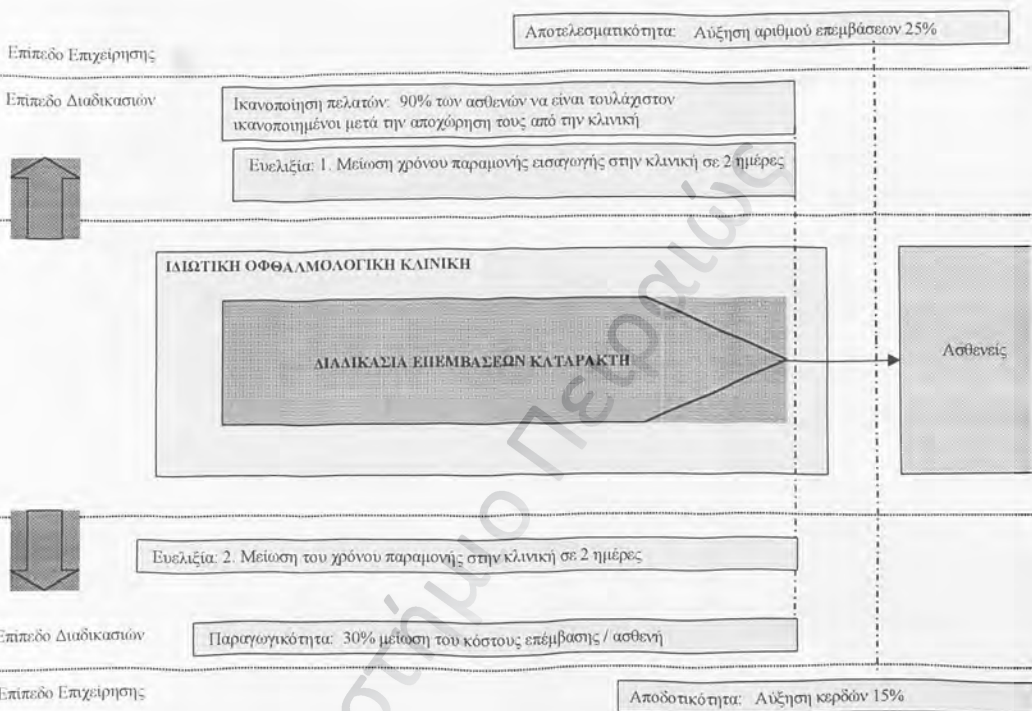 Αποτελεσματικότητα: Αύξηση αριθμού επεμβάσεων 25%
Επίπεδο Επιχείρησης
Επίπεδο Διαδικασιών
Ικανοποίηση πελατών: 90% των ασθενών να είναι τουλάχιστον
ικανοποιημένοι μετά την αποχώρηση τους από την κλινική
Ευελιξία: 1. Μείωση χρόνου παραμονής εισαγωγής στην κλινική σε 2 ημέρες
ΙΔΙΩΤΙΚΗ ΟΦΘΑΛΜΟΛΟΓΙΚΗ ΚΛΙΝΙΚΗ
ΔΙΑΔΙΚΑΣΙΑ ΕΠΕΜΒΑΣΕΩΝ ΚΑΤΑΡΑΚΤΗ
Ασθενείς
Ευελιξία: 2. Μείωση του χρόνου παραμονής στην κλινική σε 2 ημέρες
Επίπεδο Διαδικασιών
Παραγωγικότητα: 30% μείωση του κόστους επέμβασης / ασθενή
Επίπεδο Επιχείρησης
Αποδοτικότητα: Αύξηση κερδών 15%
στήμιο Πειραιώς